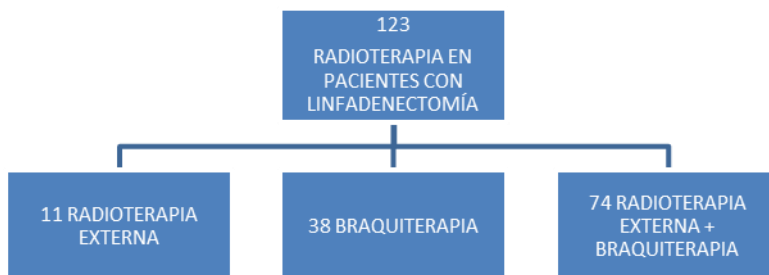 123
RADIOTERAPIA EN
PACIENTES CON
LINFADENECTOMÍA
11 RADIOTERAPIA
EXTERNA
38 BRAQUITERAPIA
74 RADIOTERAPIA
EXTERNA +
BRAQUITERAPIA